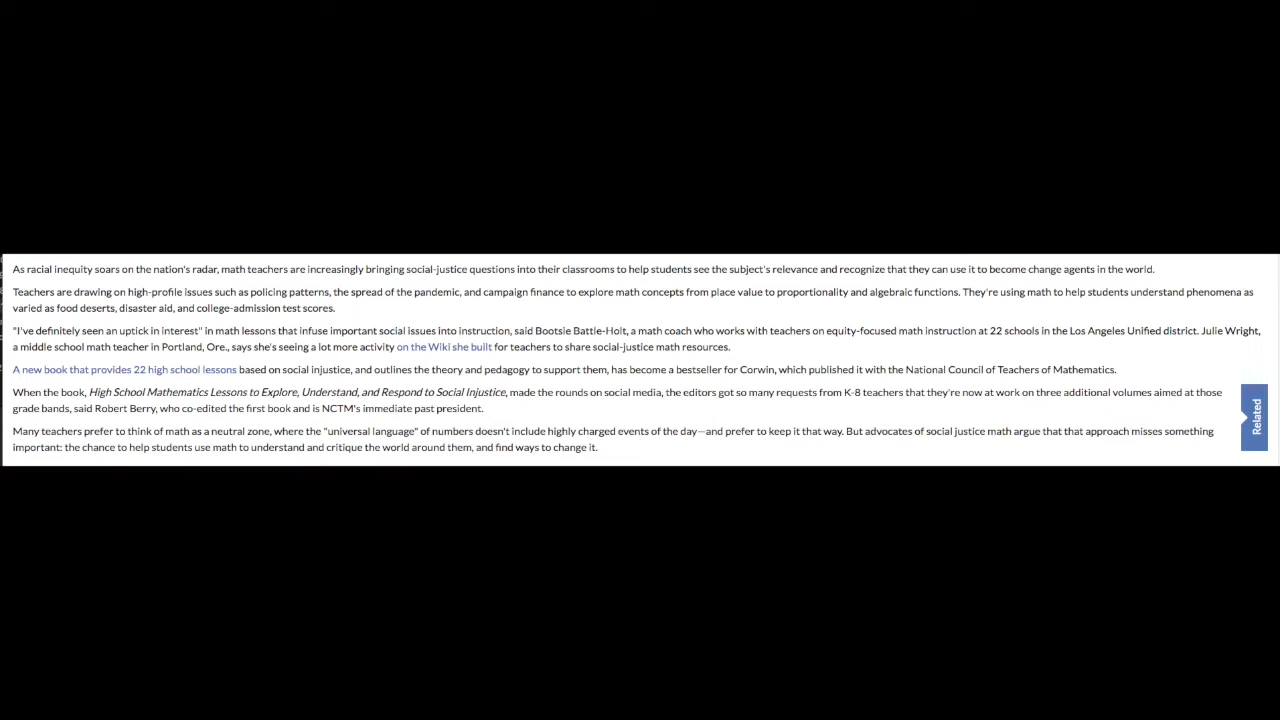 As racial inequity soars on the nation's radar, math teachers are increasingly bringing social-justice questions into their classrooms to help students see the subject's relevance and recognize that they can use it to become change agents in the world.
Teachers are drawing on high-profile issues such as policing patterns, the spread of the pandemic, and campaign finance to explore math concepts from place value to proportionality and algebraic functions. They're using math to help students understand phenomena as
varied as food deserts, disaster aid, and college-admission test scores.
"I've definitely seen an uptick in interest" in math lessons that infuse important social issues into instruction, said Bootsie Battle-Holt, a math coach who works with teachers on equity-focused math instruction at 22 schools in the Los Angeles Unified district. Julie Wright,
a middle school math teacher in Portland, Ore., says she's seeing a lot more activity on the Wiki she built for teachers to share social-justice math resources.
A new book that provides 22 high school lessons based on social injustice, and outlines the theory and pedagogy to support them, has become a bestseller for Corwin, which published it with the National Council of Teachers of Mathematics.
When the book, High School Mathematics Lessons to Explore, Understand, and Respond to Social Injustice, made the rounds on social media, the editors got so many requests from K-8 teachers that they're now at work on three additional volumes aimed at those
grade bands, said Robert Berry, who co-edited the first book and is NCTM's immediate past president.
Many teachers prefer to think of math as a neutral zone, where the "universal language" of numbers doesn't include highly charged events of the day—and prefer to keep it that way. But advocates of social justice math argue that that approach misses something
important: the chance to help students use math to understand and critique the world around them, and find ways to change it.
Related